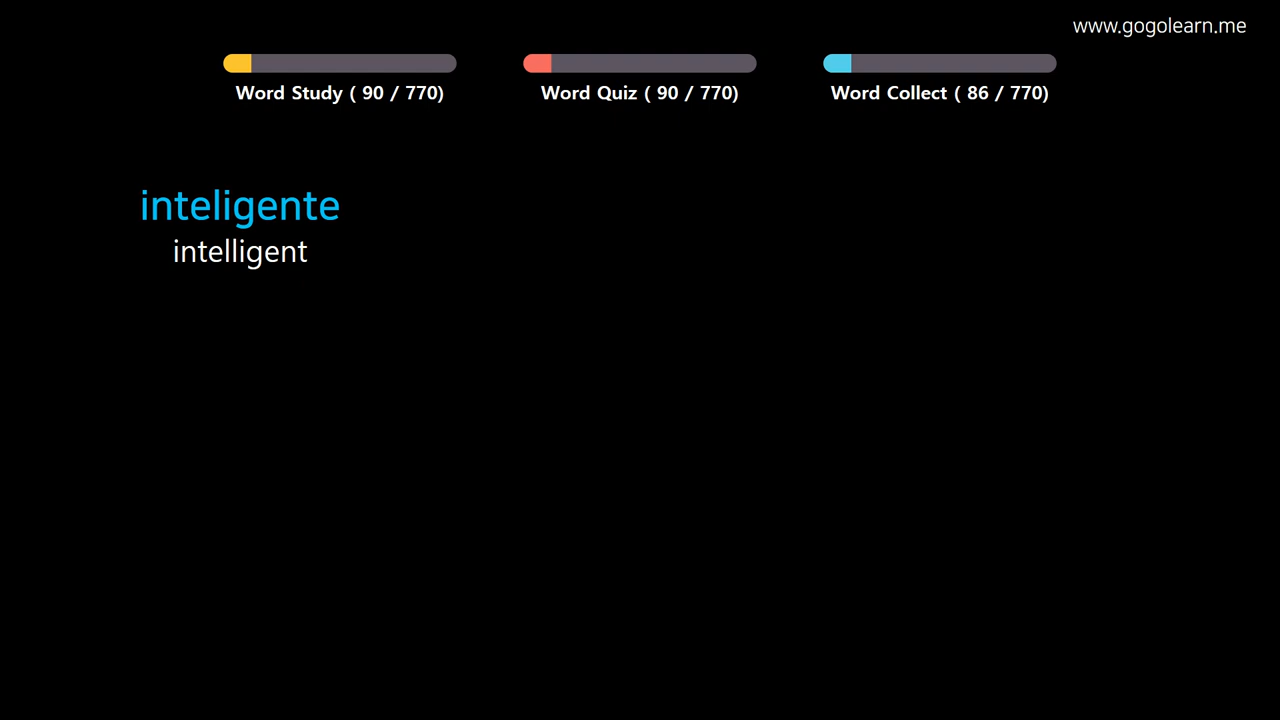 www.gogolearn.me
Word Study ( 90 / 770)
Word Quiz ( 90 / 770)
Word Collect ( 86 / 770)
inteligente
intelligent